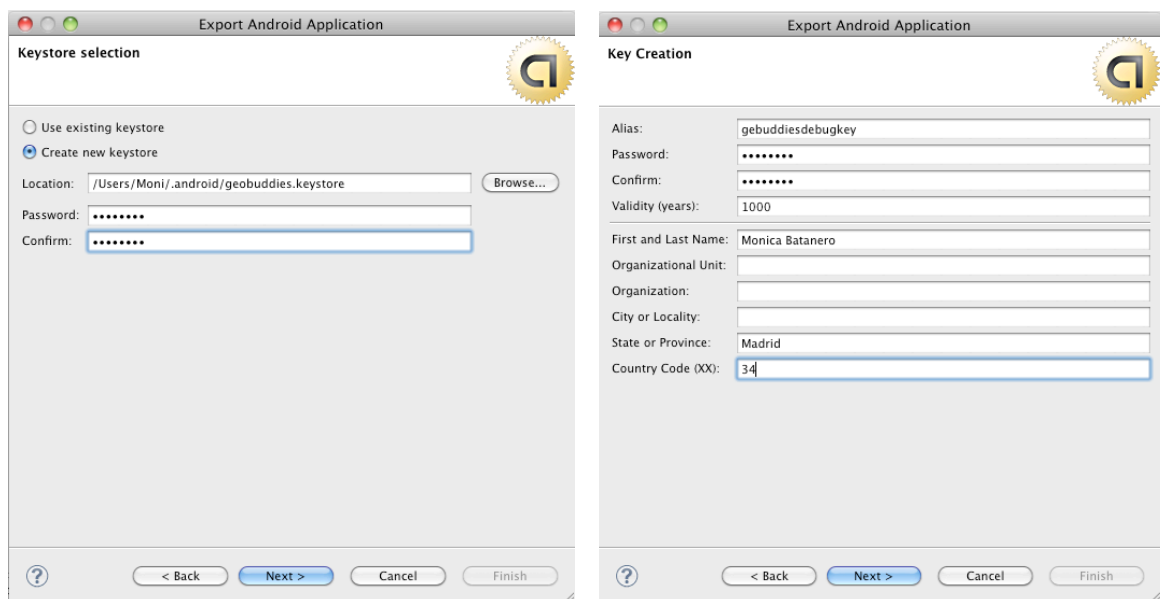 Export Android Application
Keystore selection
Use existing keystore
Create new keystore
Location: /Users/Moni/.android/geobuddies.keystore Browse...
Password: ••••••••
Confirm: ••••••••
? < Back Next > Cancel Finish
Export Android Application
Key Creation
Alias: gebuddiesdebugkey
Password: ••••••••
Confirm: ••••••••
Validity (years): 1000
First and Last Name: Monica Batanero
Organizational Unit:
Organization:
City or Locality:
State or Province: Madrid
Country Code (XX): 34
? < Back Next > Cancel Finish